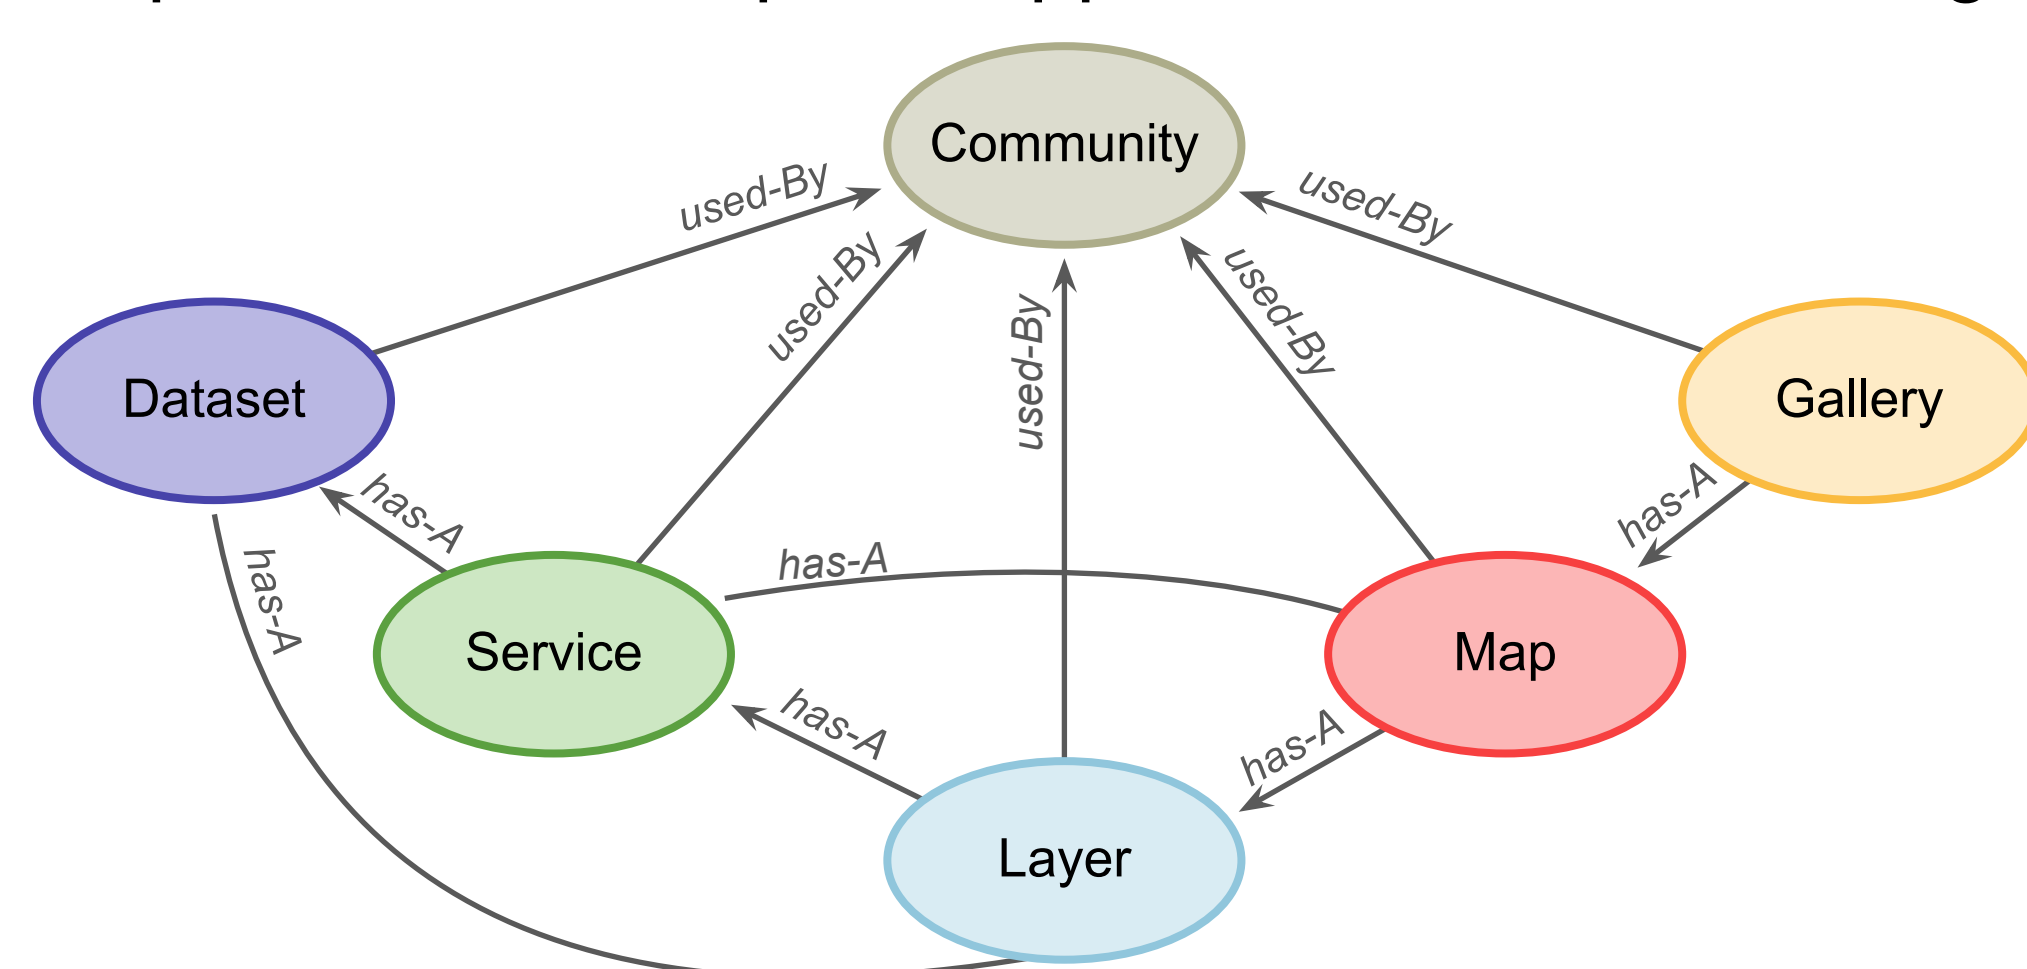 Community
used-By
used-By
used-By
used-By
used-By
Dataset
Gallery
has-A
has-A
has-A
has-A
Service
Map
has-A
has-A
Layer